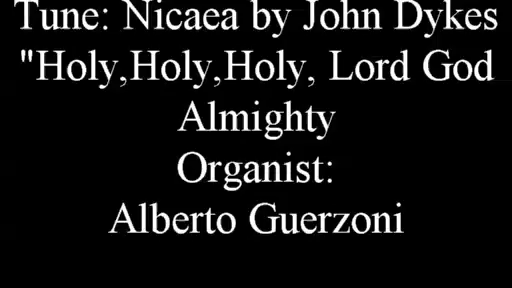 Tune: Nicaea by John Dykes
"Holy,Holy,Holy, Lord God
Almighty
Organist:
Alberto Guerzoni